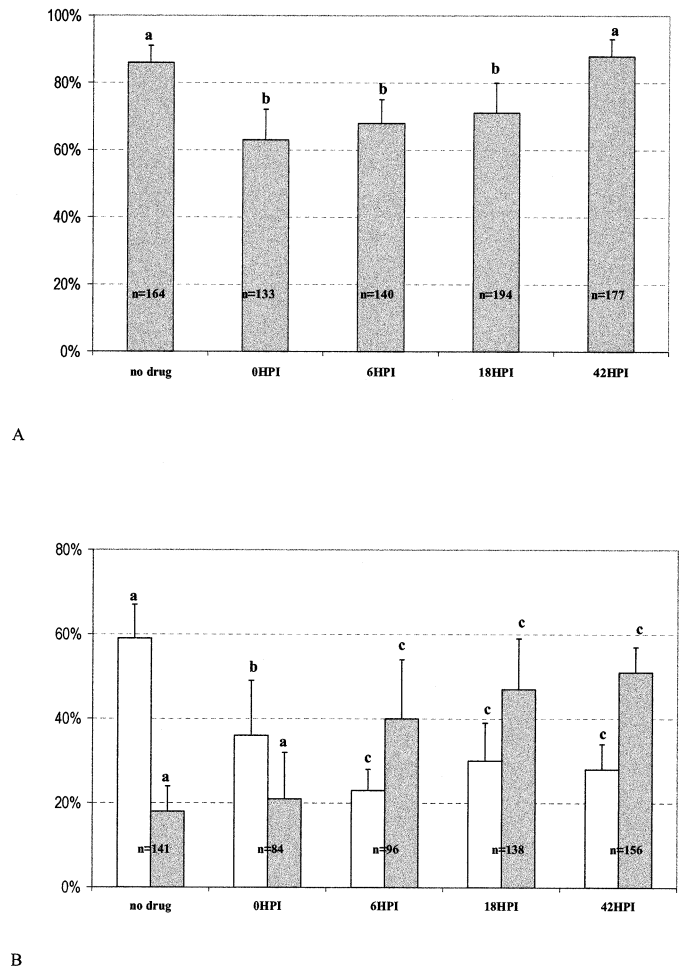 100%
a a
80%
b b b
60%
40%
20%
n=164 n=133 n=140 n=194 n=177
0%
no drug 0HPI 6HPI 18HPI 42HPI
A
80%
a
60%
c c c
b
40%
a
c c
a c
20%
n=141 n=84 n=96 n=138 n=156
0%
no drug 0HPI 6HPI 18HPI 42HPI
B